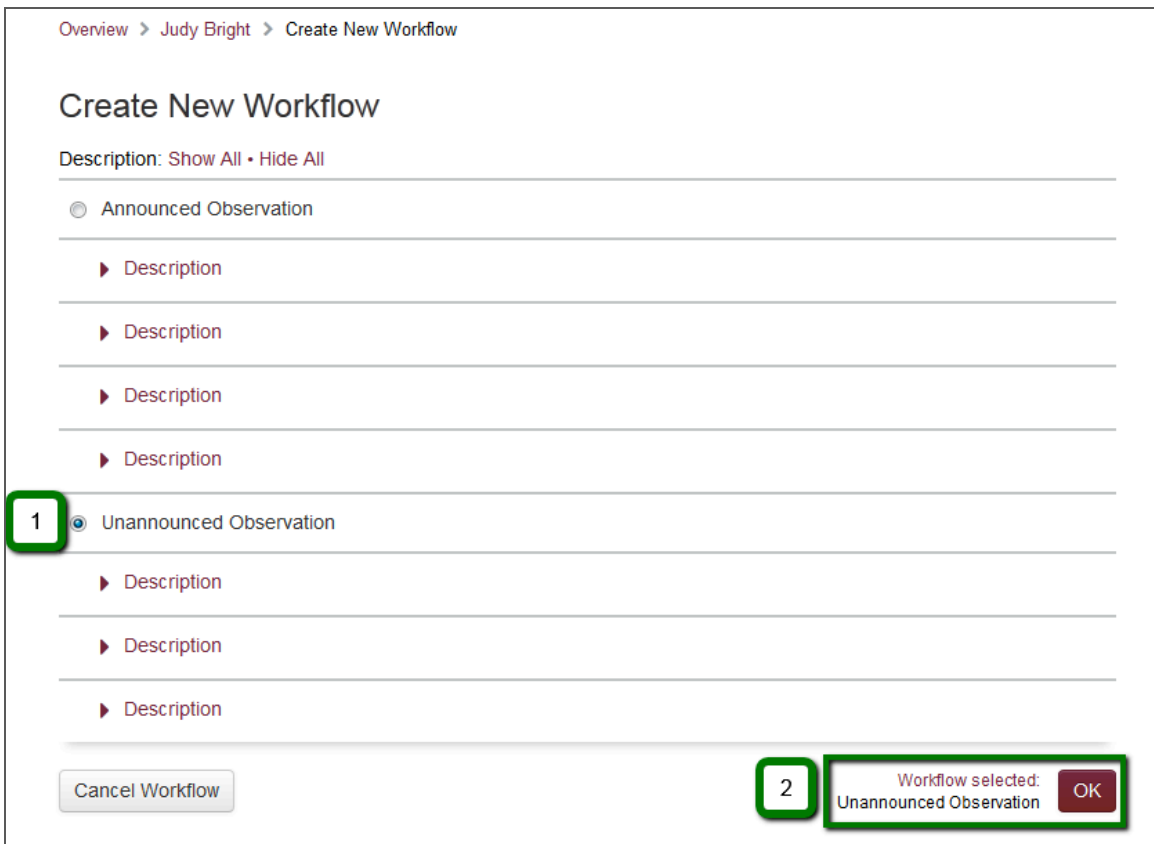 Overview > Judy Bright > Create New Workflow
Create New Workflow
Description: Show All • Hide All
Announced Observation
Description
Description
Description
Description
1
Unannounced Observation
Description
Description
Description
Cancel Workflow
2
Workflow selected:
Unannounced Observation
OK